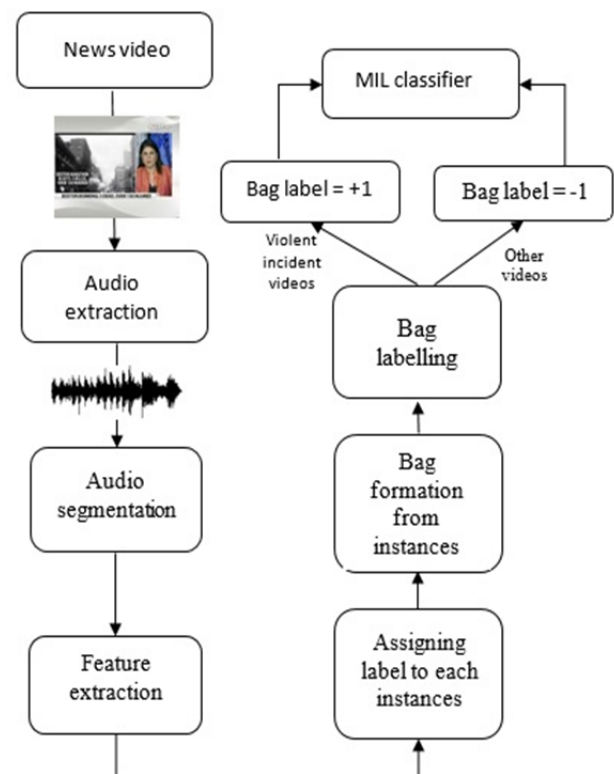 News video
Audio
extraction
Audio
segmentation
Feature
extraction
MIL classifier
Bag label = +1
Bag label = -1
Violent
incident
videos
Other
videos
Bag
labelling
Bag
formation
from
instances
Assigning
label to each
instances